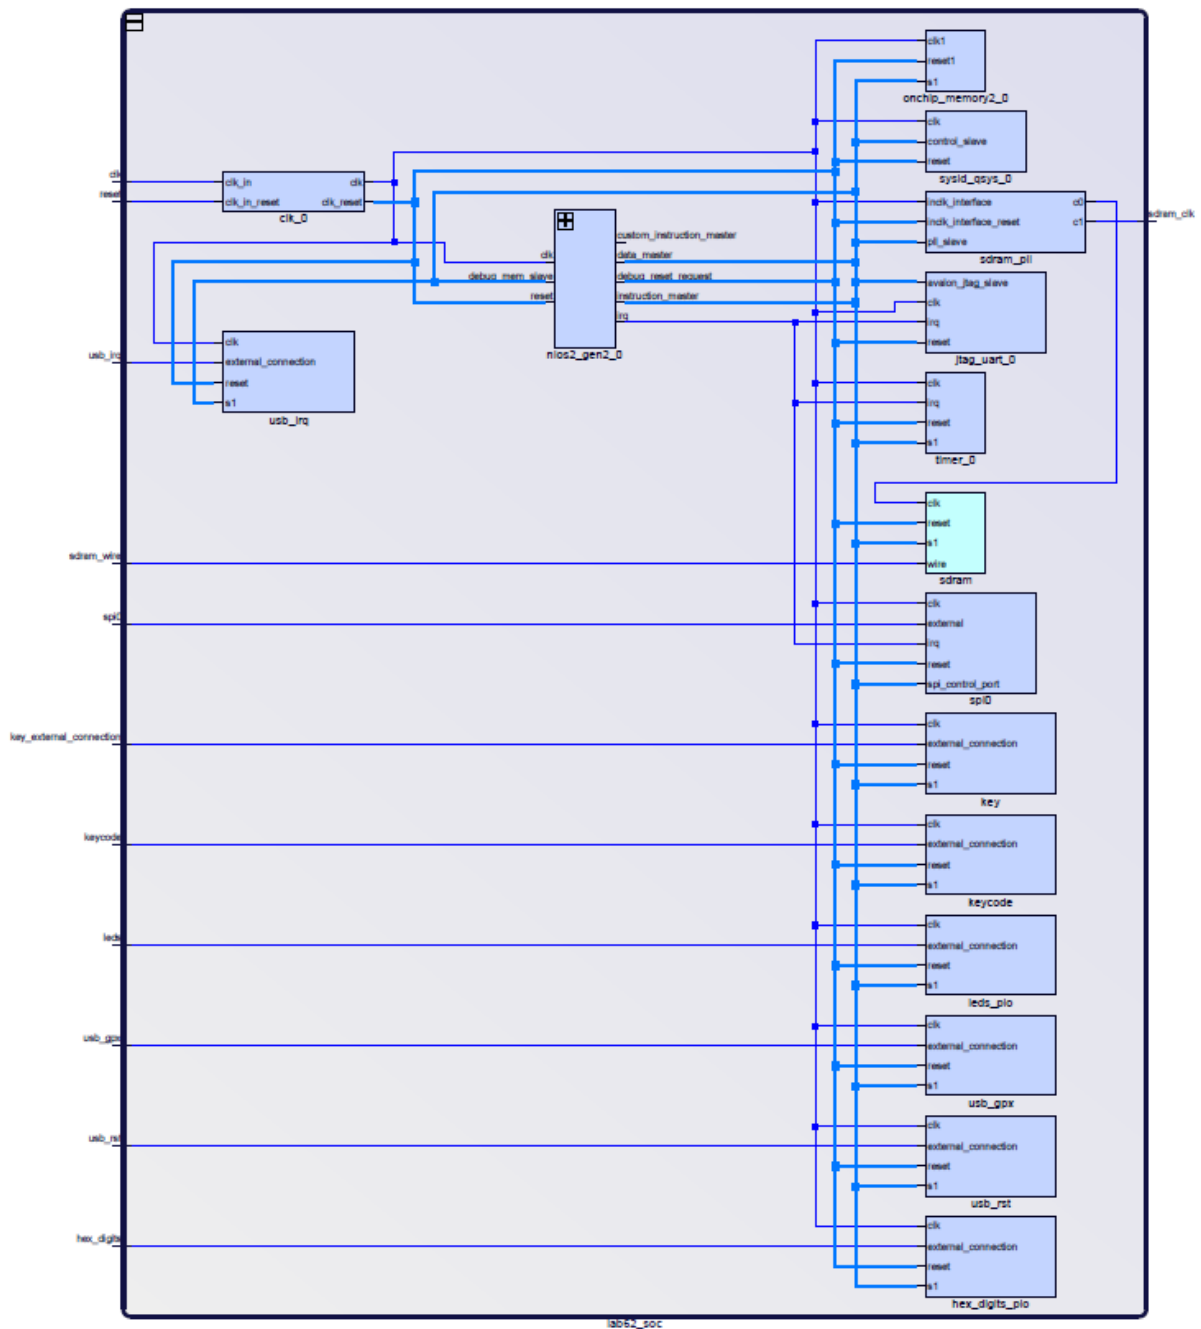 clk
reset
clk_in
clk
clk_in_reset
clk_reset
clk_0
usb_irq
clk
external_connection
reset
s1
usb_irq
custom_instruction_master
clk
data_master
debug_mem_slave
debug_reset_request
reset
instruction_master
irq
nios2_gen2_0
clk1
reset1
s1
onchip_memory2_0
clk
control_slave
reset
sysid_qsys_0
inclk_interface
c0
inclk_interface_reset
c1
pll_slave
sdram_pll
sdram_clk
avalon_jtag_slave
clk
irq
reset
jtag_uart_0
clk
irq
reset
s1
timer_0
sdram_wire
clk
reset
s1
wire
sdram
spi0
clk
external
irq
reset
spi_control_port
spi0
key_external_connection
clk
external_connection
reset
s1
key
keycode
clk
external_connection
reset
s1
keycode
leds
clk
external_connection
reset
s1
leds_pio
usb_gpx
clk
external_connection
reset
s1
usb_gpx
usb_rst
clk
external_connection
reset
s1
usb_rst
hex_digits
clk
external_connection
reset
s1
hex_digits_pio
lab62_soc